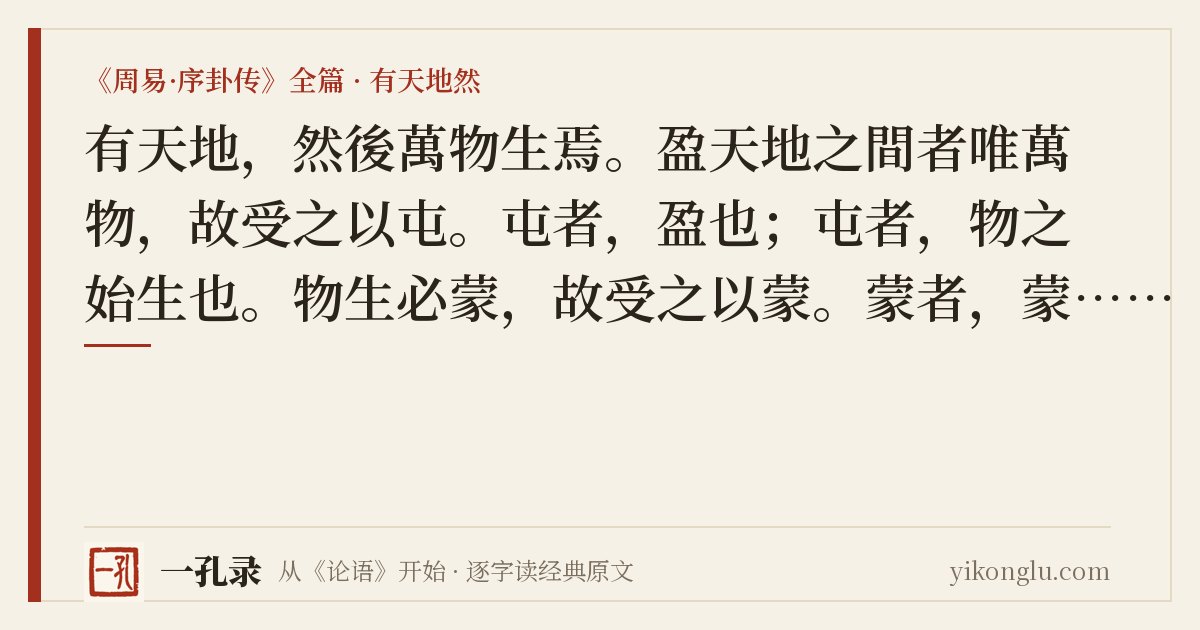 《周易·序卦传》全篇 · 有天地然
有天地，然後萬物生焉。盈天地之間者唯萬
物，故受之以屯。屯者，盈也；屯者，物之
始生也。物生必蒙，故受之以蒙。蒙者，蒙……
一孔
一孔录 从《论语》开始 · 逐字读经典原文 yikonglu.com